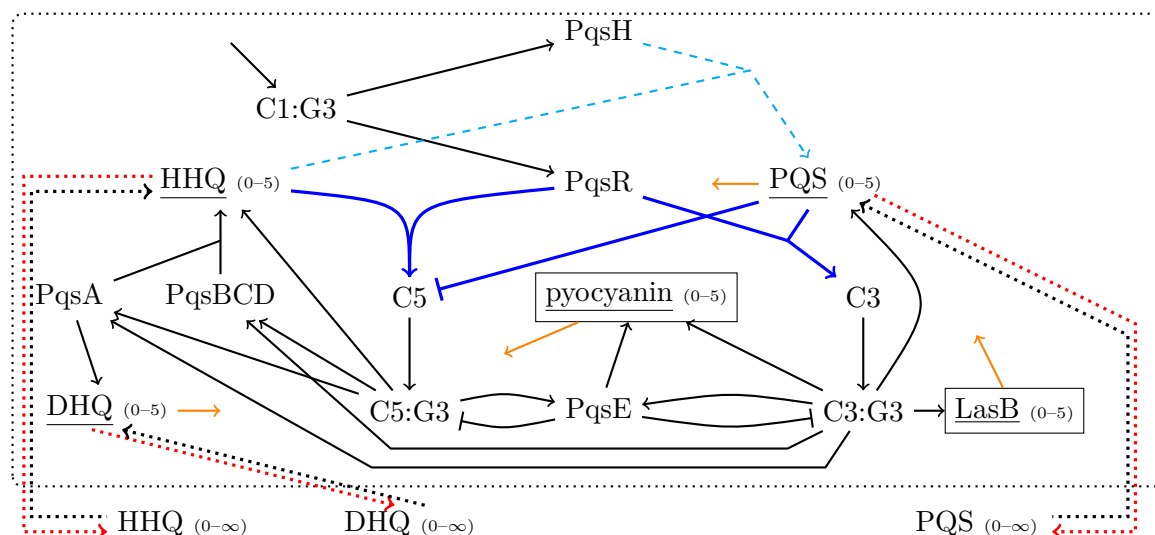 PqsH
C1:G3
HHQ (0–5)
PqsR
PQS (0–5)
PqsA
PqsBCD
C5
pyocyanin (0–5)
C3
DHQ (0–5)
C5:G3
PqsE
C3:G3
LasB (0–5)
HHQ (0–∞)
DHQ (0–∞)
PQS (0–∞)